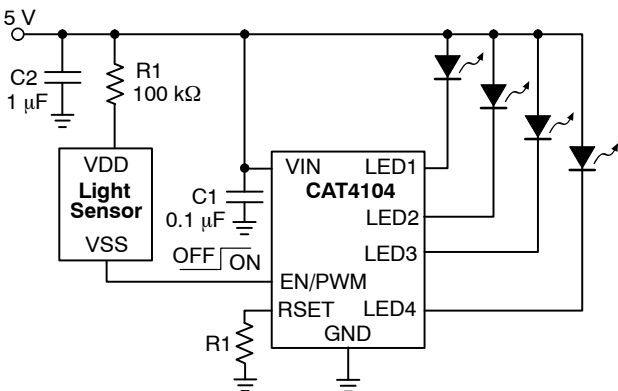 5 V
C2
1 μF
R1
100 kΩ
VDD
Light
Sensor
VSS
C1
0.1 μF
OFF
ON
VIN
LED1
CAT4104
LED2
LED3
EN/PWM
RSET
LED4
GND
R1